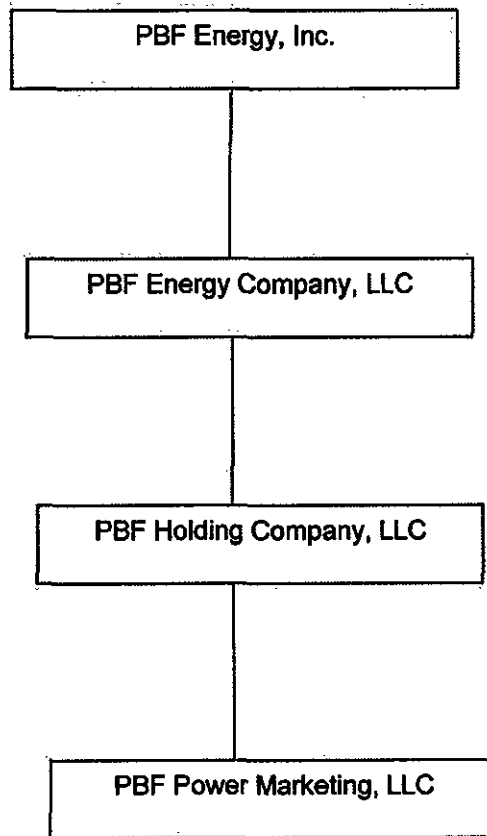 PBF Energy, Inc.
PBF Energy Company, LLC
PBF Holding Company, LLC
PBF Power Marketing, LLC